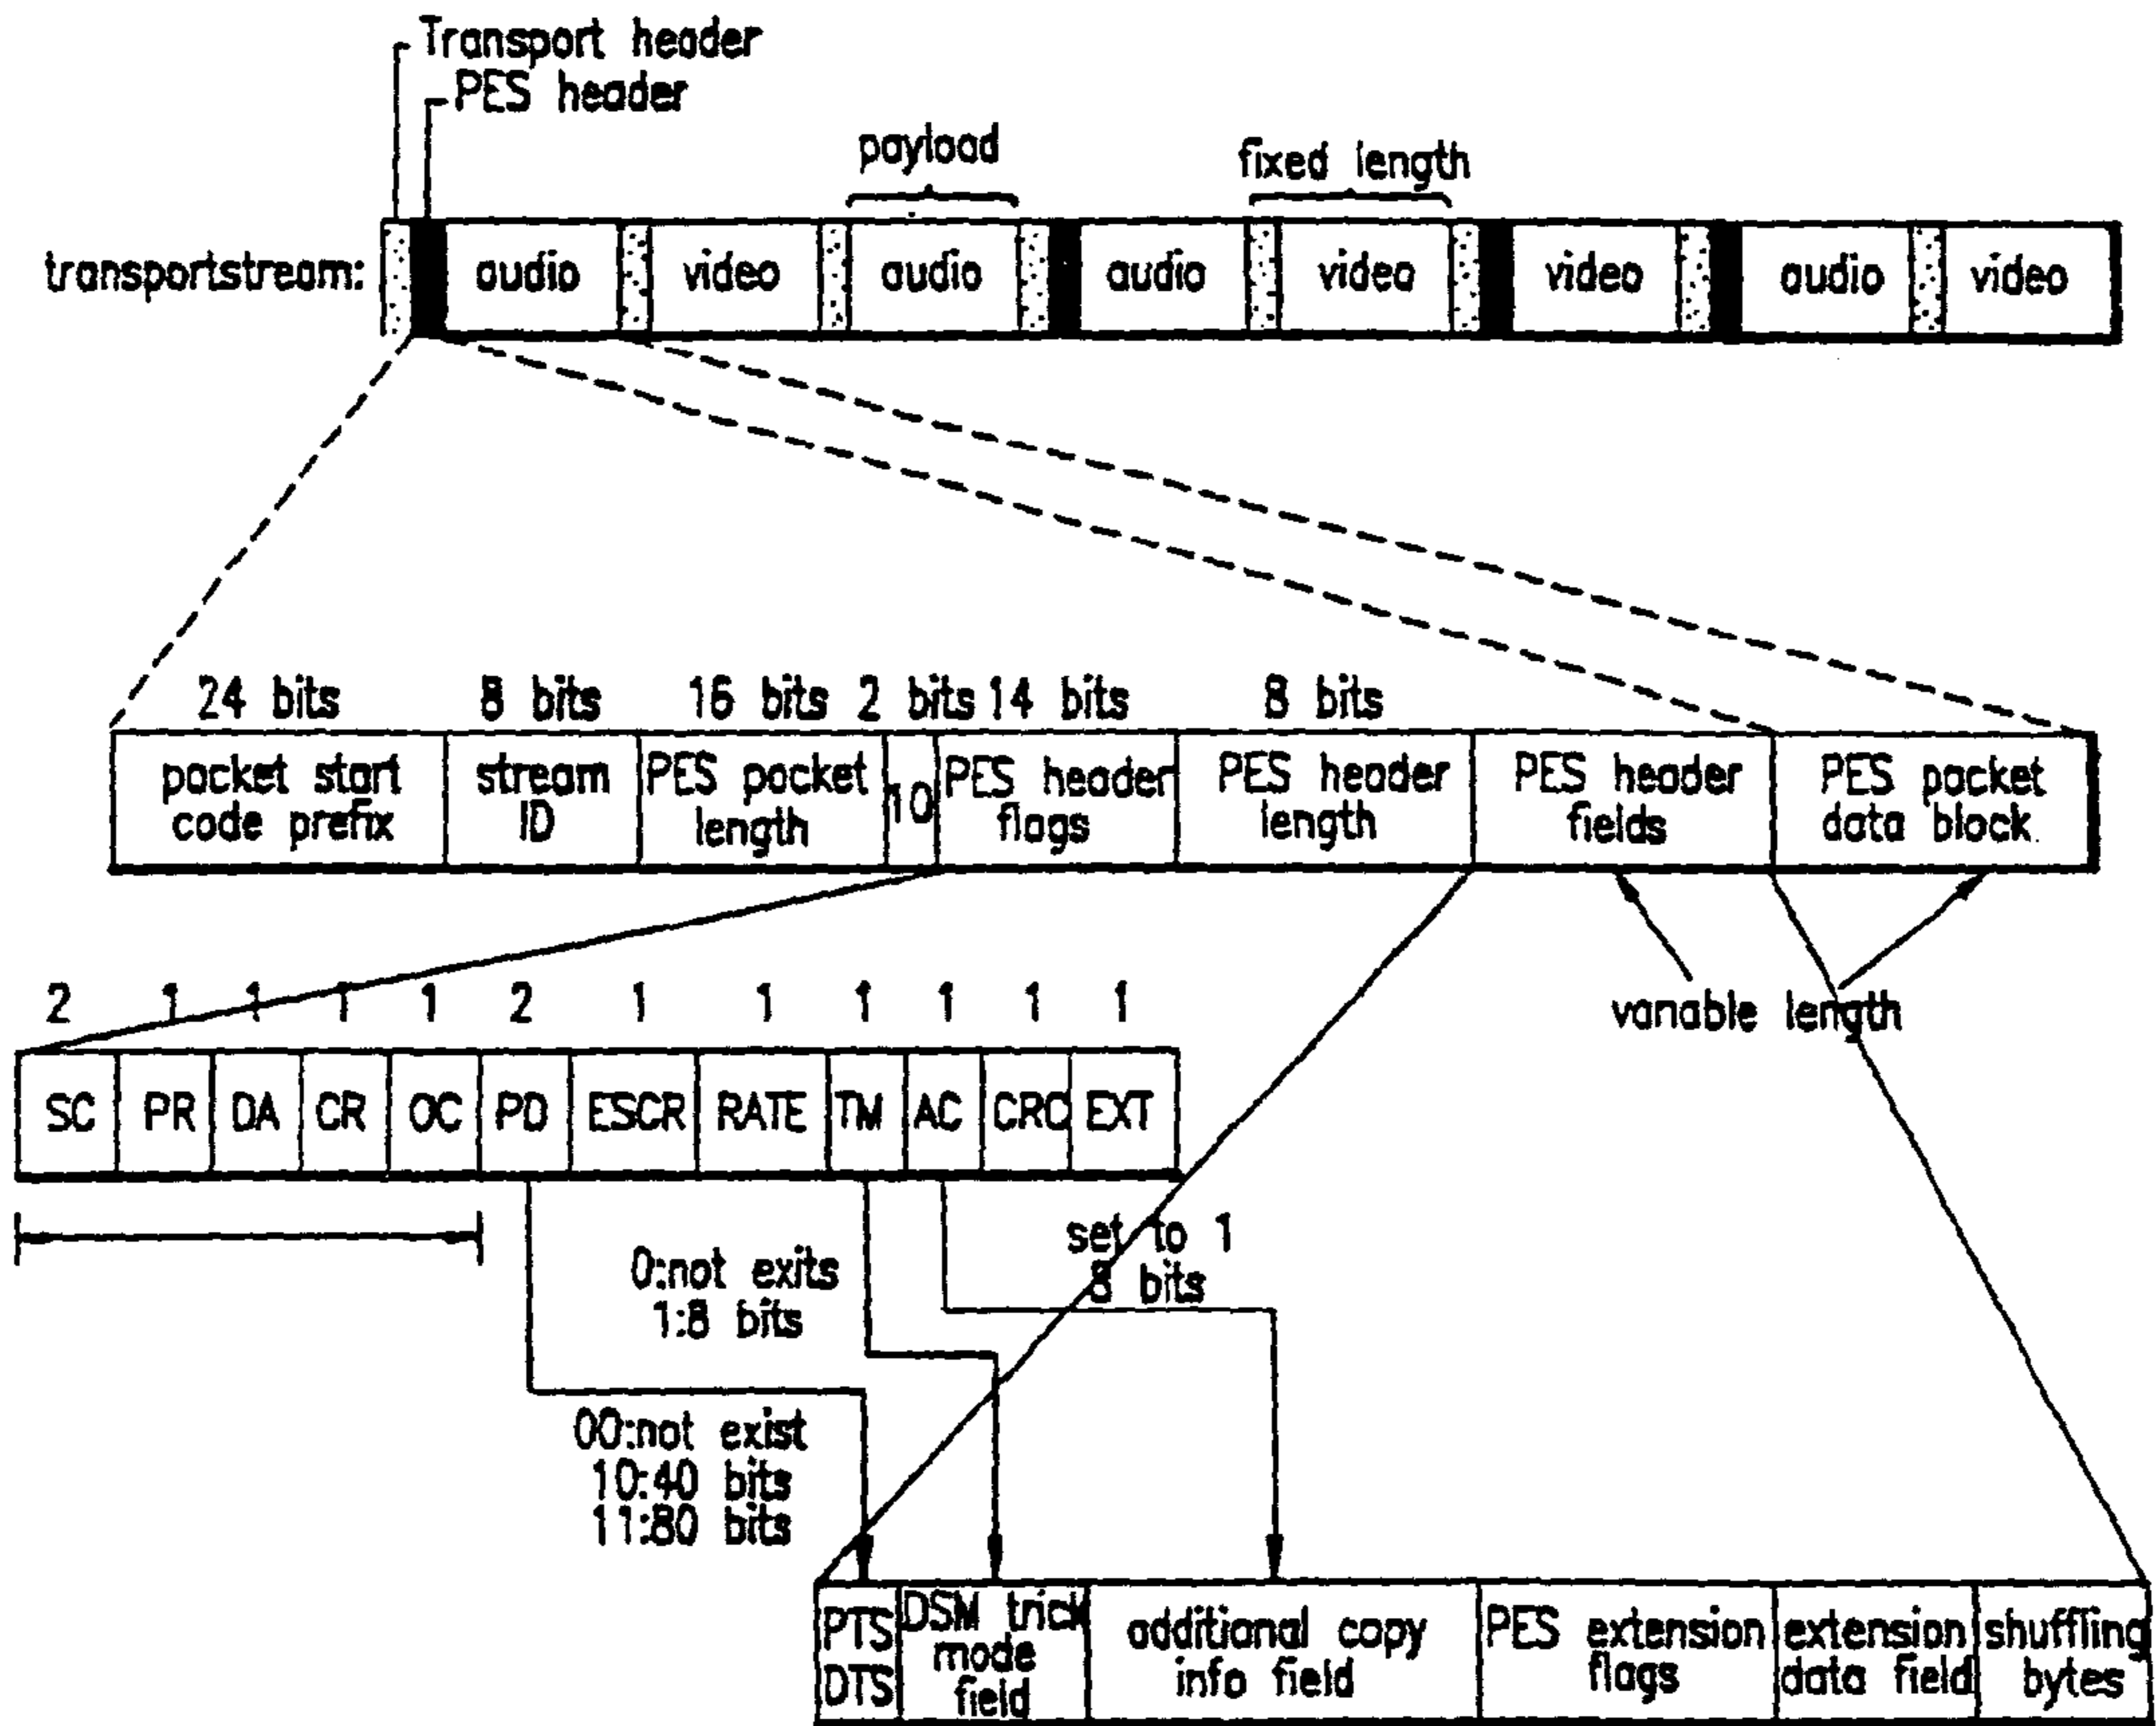 Transport header
PES header
payload
fixed length
transportstream:
audio
video
audio
audio
video
video
audio
video
24 bits
8 bits
16 bits
2 bits
14 bits
8 bits
packet start
code prefix
stream
ID
PES packet
length
10
PES header
flags
PES header
length
PES header
fields
PES packet
data block
variable length
2 1 1 1 1 2 1 1 1 1 1 1
SC PR DA CR OC PD ESCR RATE TM AC CRC EXT
set to 1
8 bits
0:not exits
1:8 bits
00:not exist
10:40 bits
11:80 bits
PTS
DTS
DSM trick
mode
field
additional copy
info field
PES extension
flags
extension
data field
shuffling
bytes